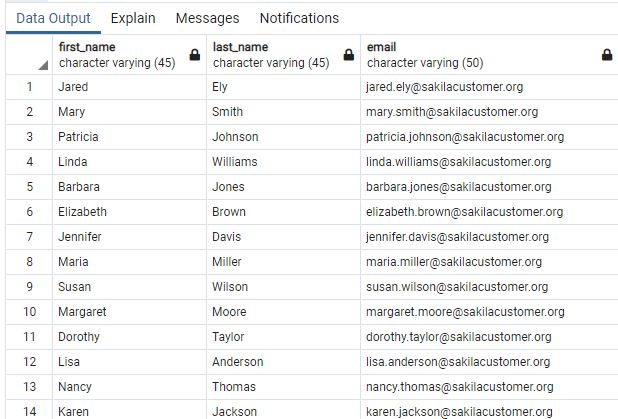 Data Output Explain Messages Notifications
first_name last_name email
character varying (45) character varying (45) character varying (50)
1 Jared Ely jared.ely@sakilacustomer.org
2 Mary Smith mary.smith@sakilacustomer.org
3 Patricia Johnson patricia.johnson@sakilacustomer.org
4 Linda Williams linda.williams@sakilacustomer.org
5 Barbara Jones barbara.jones@sakilacustomer.org
6 Elizabeth Brown elizabeth.brown@sakilacustomer.org
7 Jennifer Davis jennifer.davis@sakilacustomer.org
8 Maria Miller maria.miller@sakilacustomer.org
9 Susan Wilson susan.wilson@sakilacustomer.org
10 Margaret Moore margaret.moore@sakilacustomer.org
11 Dorothy Taylor dorothy.taylor@sakilacustomer.org
12 Lisa Anderson lisa.anderson@sakilacustomer.org
13 Nancy Thomas nancy.thomas@sakilacustomer.org
14 Karen Jackson karen.jackson@sakilacustomer.org